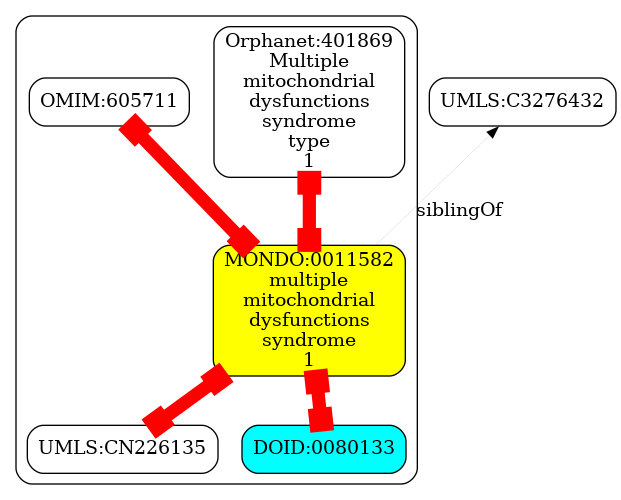 Orphanet:401869
Multiple
mitochondrial
dysfunctions
syndrome
type
1
OMIM:605711
UMLS:C3276432
siblingOf
MONDO:0011582
multiple
mitochondrial
dysfunctions
syndrome
1
UMLS:CN226135
DOID:0080133